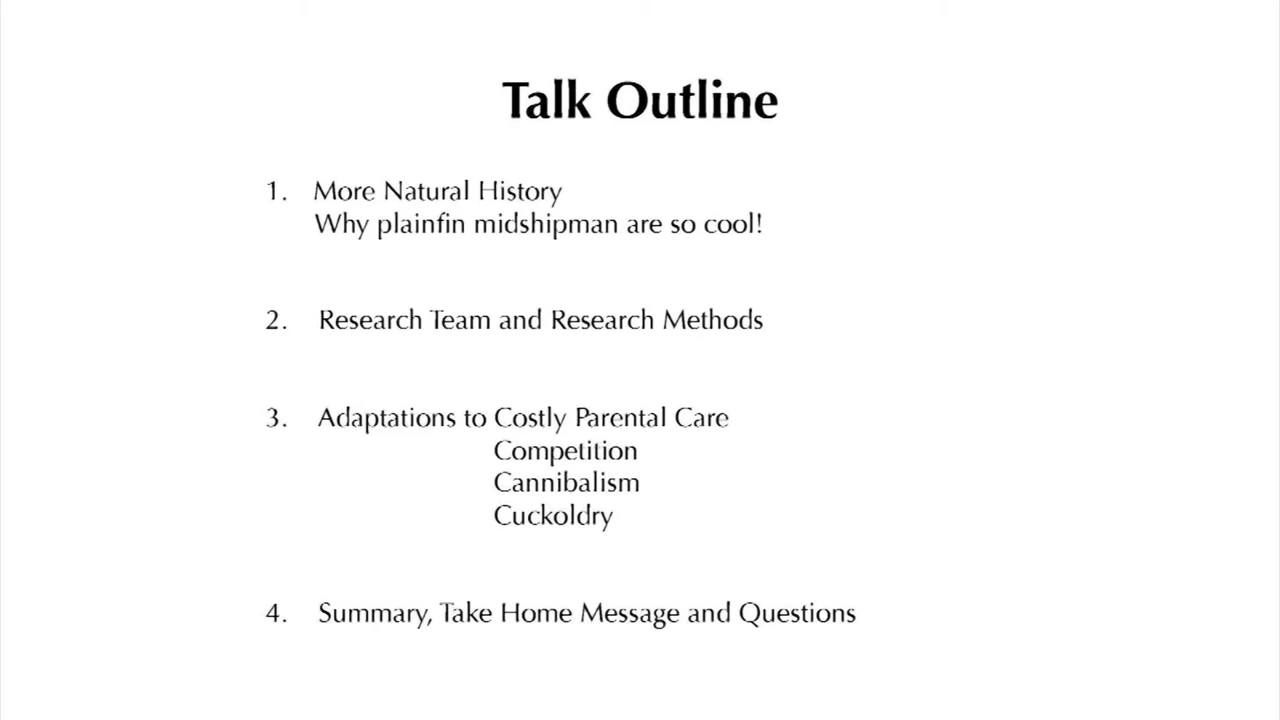 Talk Outline
1. More Natural History
Why plainfin midshipman are so cool!
2. Research Team and Research Methods
3. Adaptations to Costly Parental Care
Competition
Cannibalism
Cuckoldry
4. Summary, Take Home Message and Questions